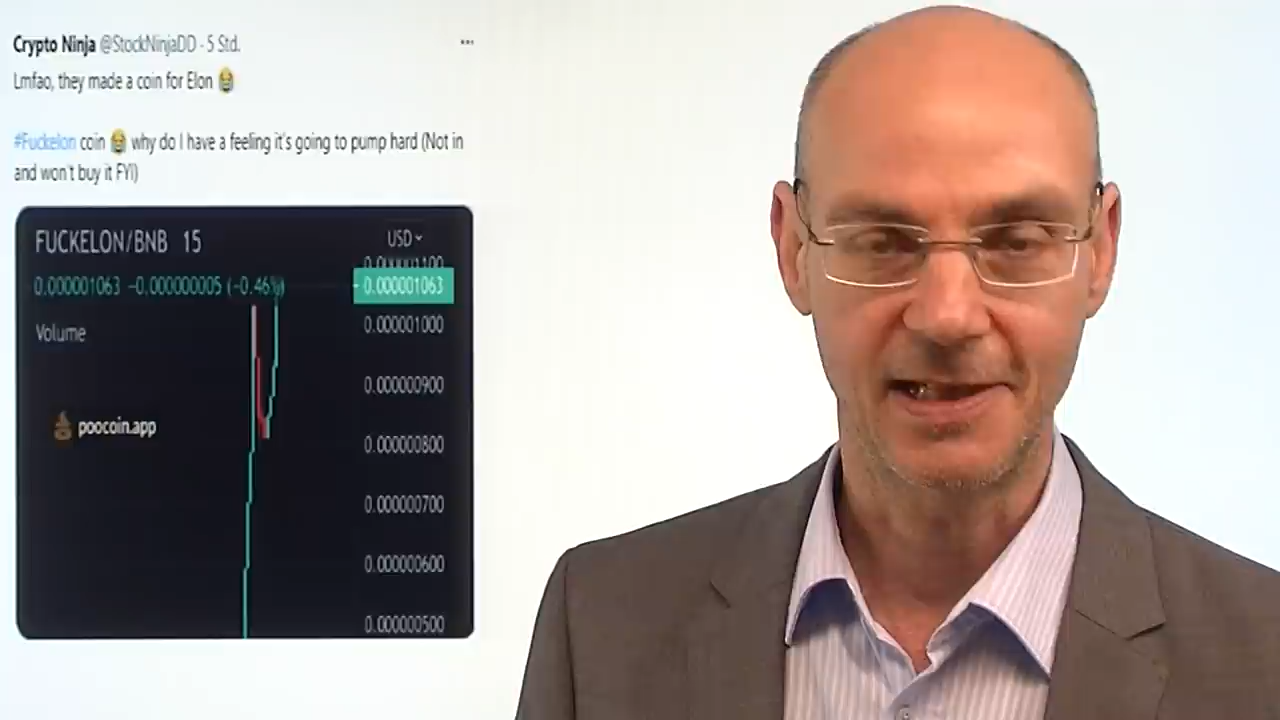 Crypto Ninja @StockNinjaDD · 5 Std.
Lmfao, they made a coin for Elon 😭
#Fuckelon coin 😭 why do I have a feeling it's going to pump hard (Not in
and won't buy it FYI)
FUCKELON/BNB 15
USD
0.000001100
0.000001063 −0.000000005 (−0.46%)
0.000001063
0.000001000
Volume
0.000000900
poocoin.app
0.000000800
0.000000700
0.000000600
0.000000500